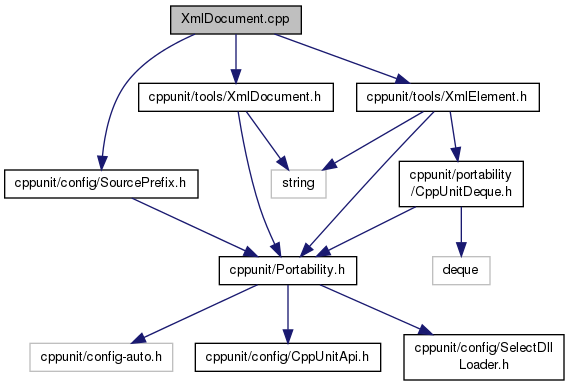 XmlDocument.cpp
cppunit/tools/XmlDocument.h
cppunit/tools/XmlElement.h
cppunit/config/SourcePrefix.h
string
cppunit/portability
/CppUnitDeque.h
cppunit/Portability.h
deque
cppunit/config-auto.h
cppunit/config/CppUnitApi.h
cppunit/config/SelectDll
Loader.h